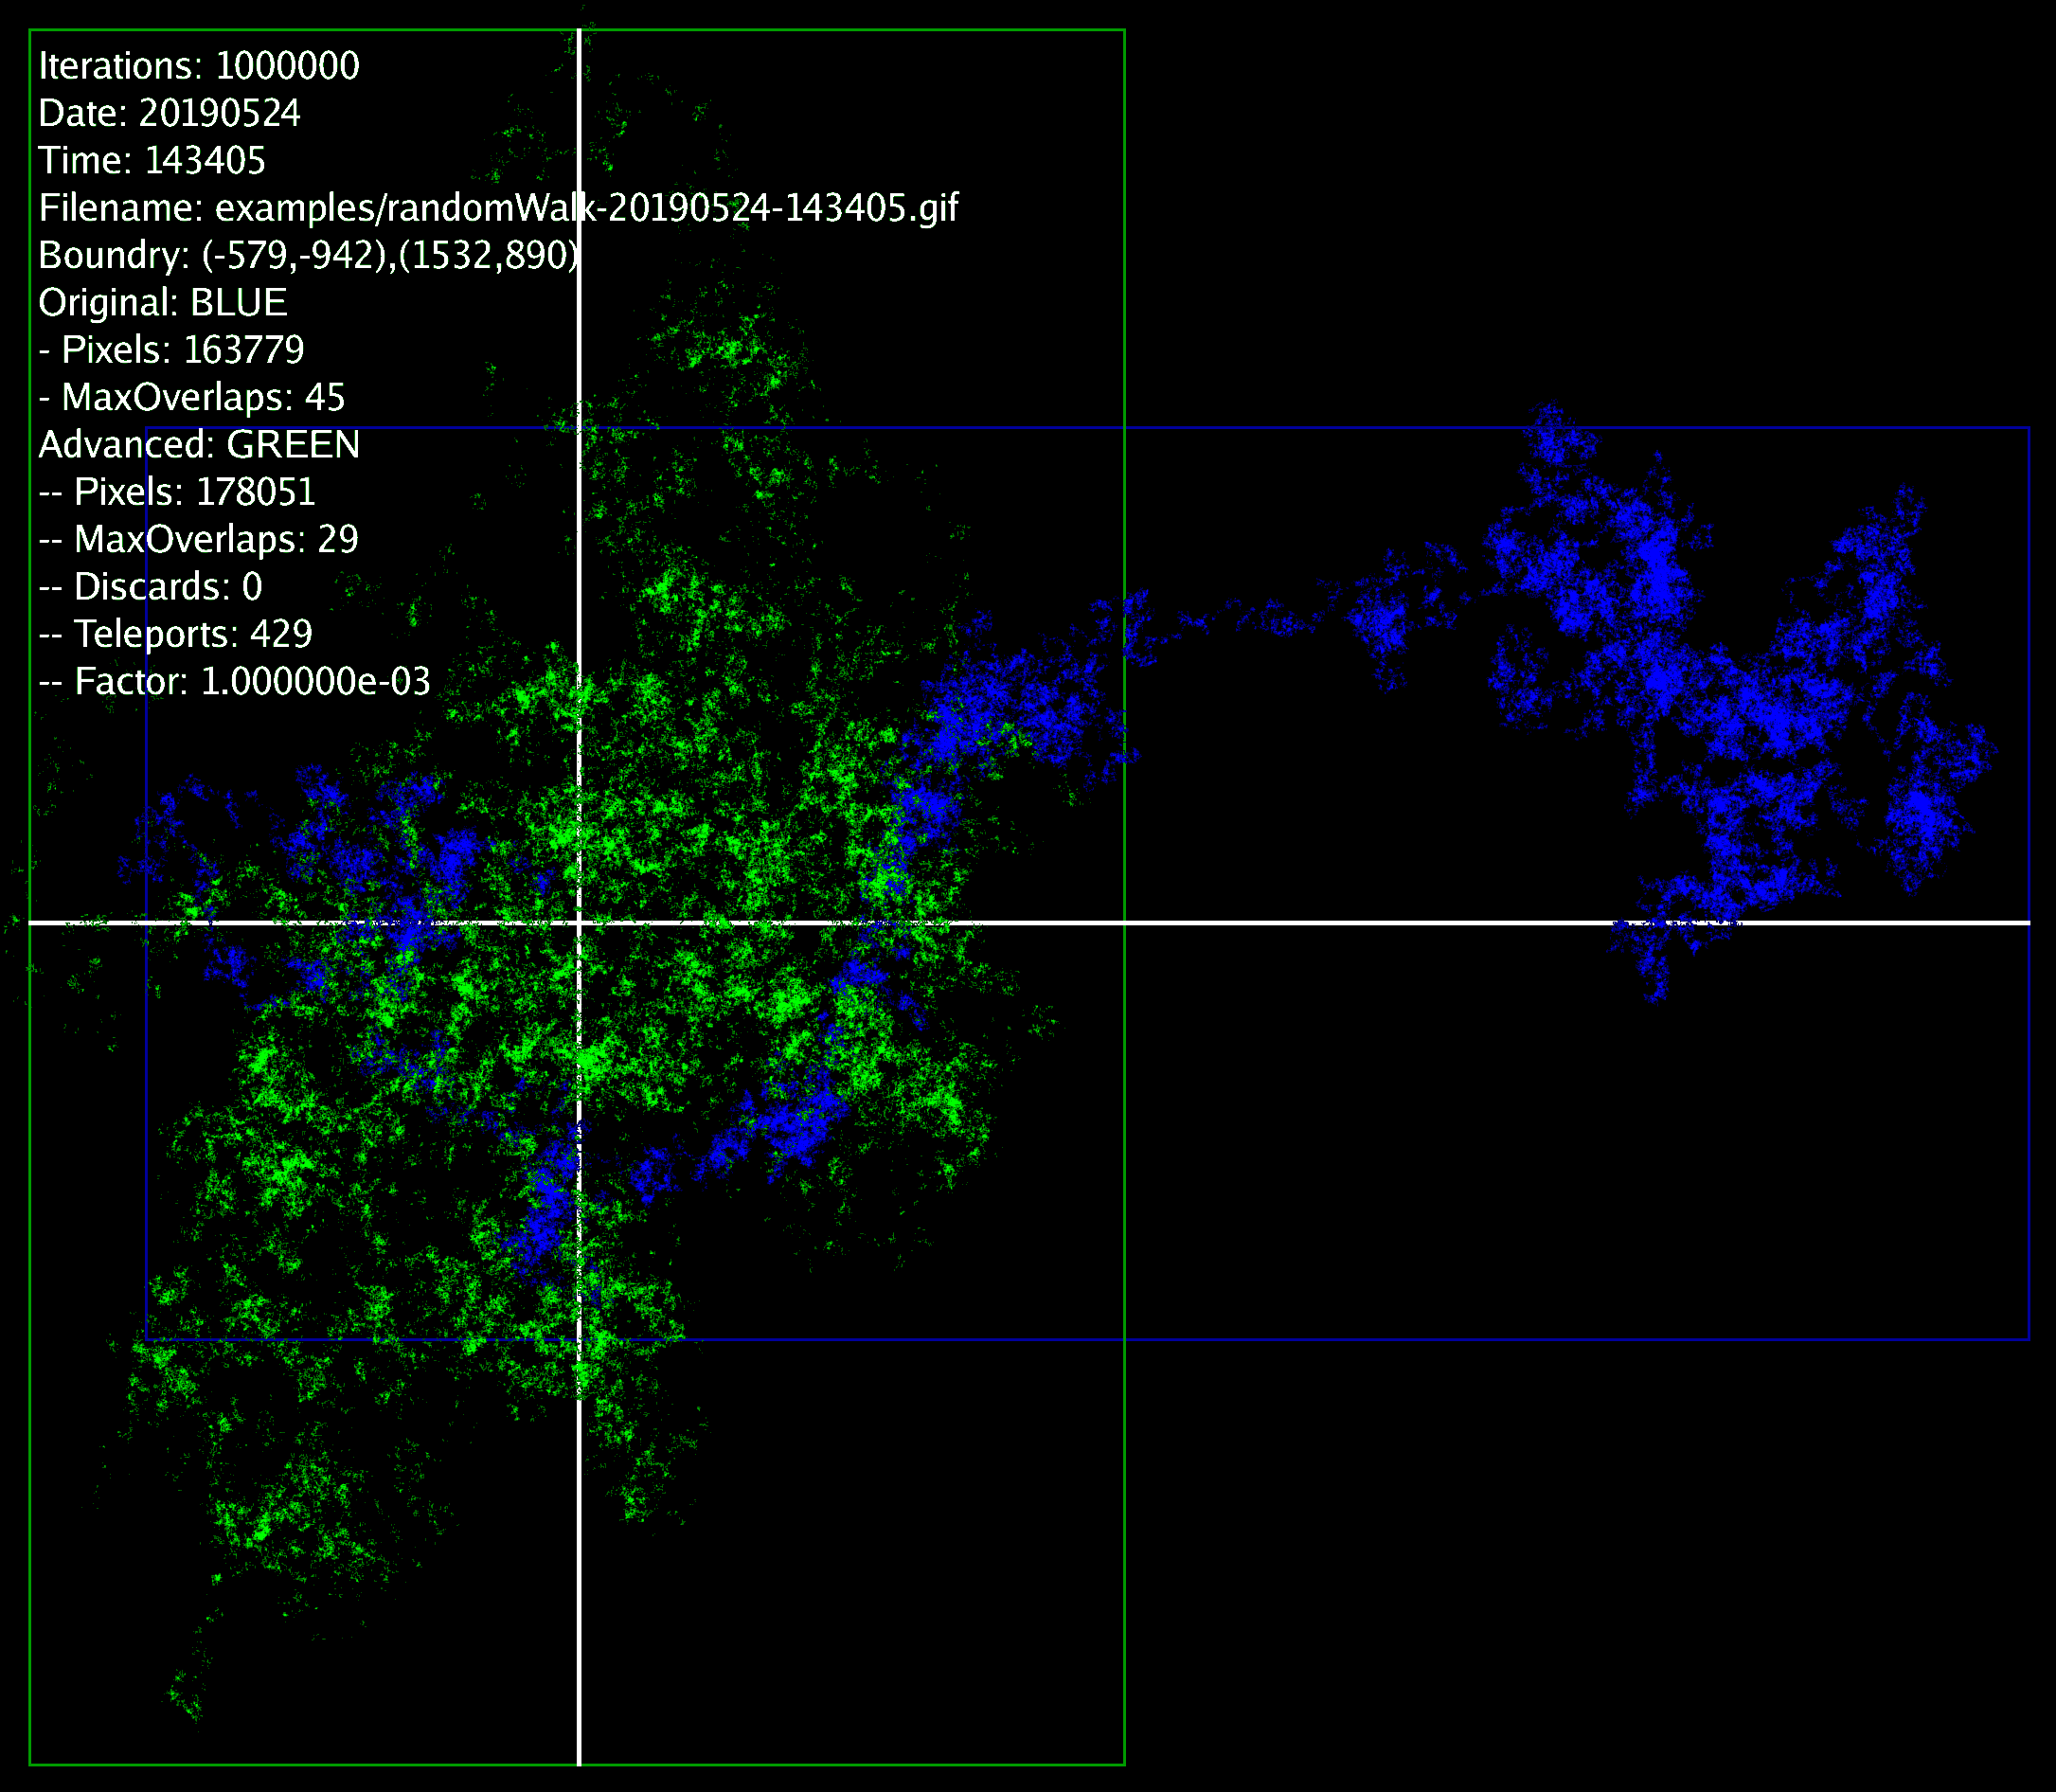 Iterations: 1000000
Date: 20190524
Time: 143405
Filename: examples/randomWalk-20190524-143405.gif
Boundry: (-579,-942),(1532,890)
Original: BLUE
- Pixels: 163779
- MaxOverlaps: 45
Advanced: GREEN
-- Pixels: 178051
-- MaxOverlaps: 29
-- Discards: 0
-- Teleports: 429
-- Factor: 1.000000e-03